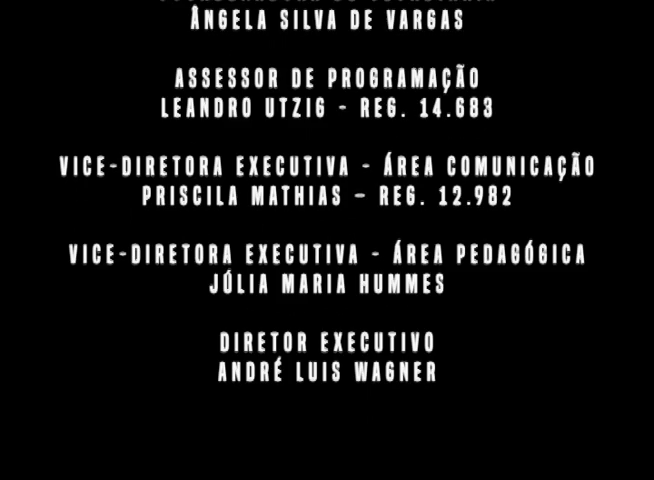 ÂNGELA SILVA DE VARGAS
ASSESSOR DE PROGRAMAÇÃO
LEANDRO UTZIG - REG. 14.683
VICE-DIRETORA EXECUTIVA - ÁREA COMUNICAÇÃO
PRISCILA MATHIAS - REG. 12.982
VICE-DIRETORA EXECUTIVA - ÁREA PEDAGÓGICA
JÚLIA MARIA HUMMES
DIRETOR EXECUTIVO
ANDRÉ LUIS WAGNER